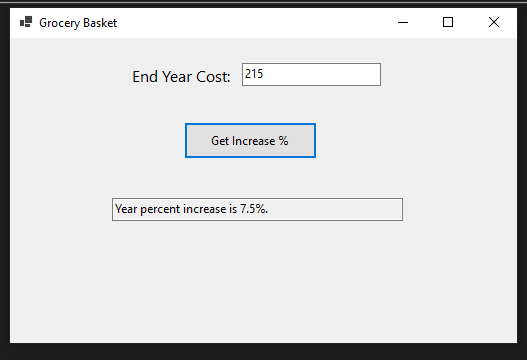 Grocery Basket
End Year Cost: 215
Get Increase %
Year percent increase is 7.5%.